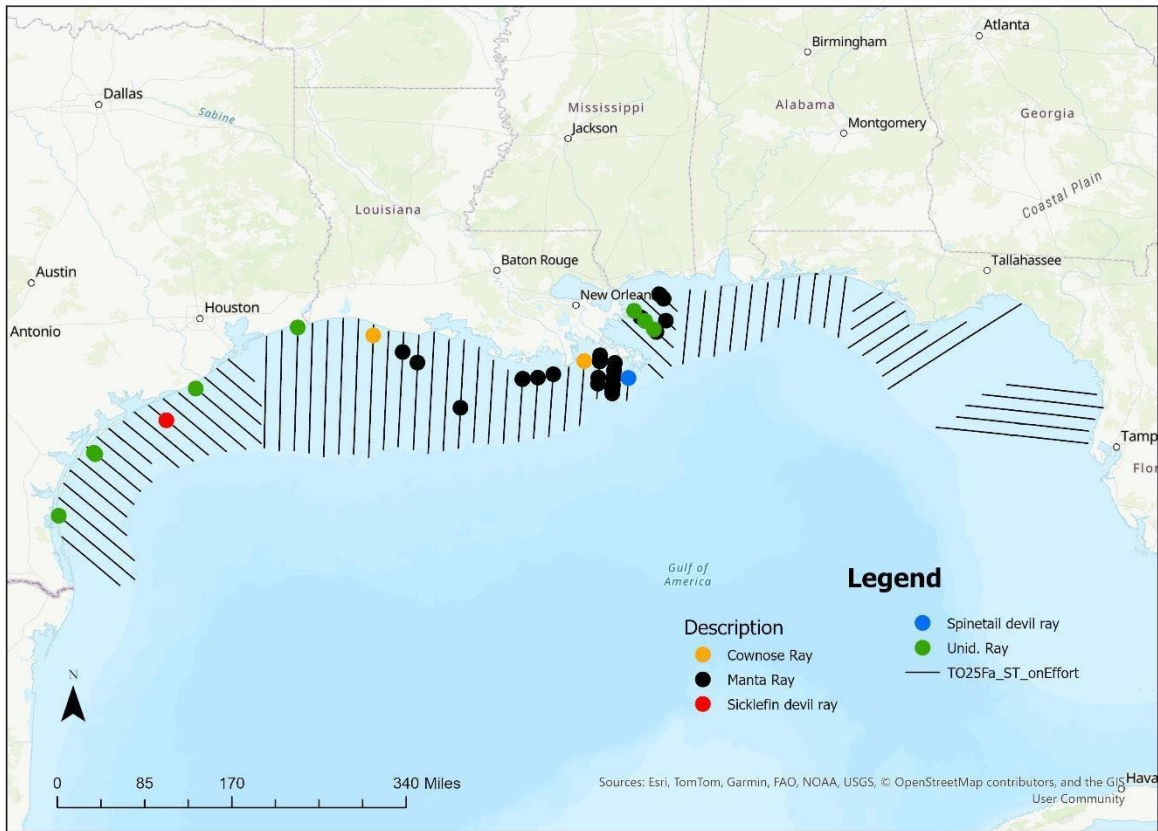 Atlanta
Birmingham
Dallas
Mississippi
Alabama
Georgia
Sabine
Jackson
Montgomery
Coastal Plain
Louisiana
Austin
Baton Rouge
Tallahassee
Houston
New Orlean
Antonio
Tamp
Flor
Gulf of
America
Legend
Description
Cownose Ray
Manta Ray
Sicklefin devil ray
Spinetail devil ray
Unid. Ray
TO25Fa_ST_onEffort
N
0 85 170 340 Miles
Hava
Sources: Esri, TomTom, Garmin, FAO, NOAA, USGS, © OpenStreetMap contributors, and the GIS
User Community